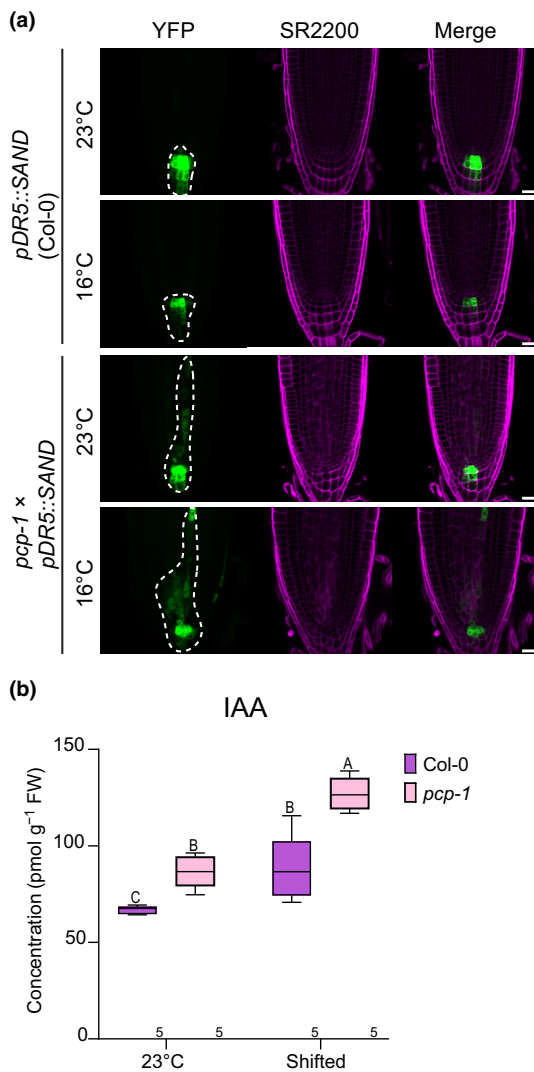 (a)
YFP SR2200 Merge
pDR5::SAND
(Col-0)
23°C
16°C
pcp-1 ×
pDR5::SAND
23°C
16°C
(b)
IAA
Concentration (pmol g⁻¹ FW)
150
100
50
0
C
B
B
A
5 5 5 5
23°C Shifted
Col-0
pcp-1